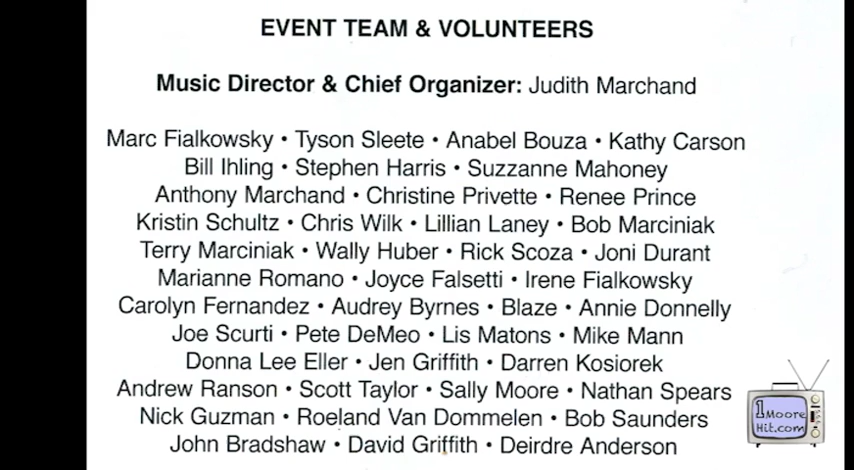 EVENT TEAM & VOLUNTEERS
Music Director & Chief Organizer: Judith Marchand
Marc Fialkowsky • Tyson Sleete • Anabel Bouza • Kathy Carson
Bill Ihling • Stephen Harris • Suzzanne Mahoney
Anthony Marchand • Christine Privette • Renee Prince
Kristin Schultz • Chris Wilk • Lillian Laney • Bob Marciniak
Terry Marciniak • Wally Huber • Rick Scoza • Joni Durant
Marianne Romano • Joyce Falsetti • Irene Fialkowsky
Carolyn Fernandez • Audrey Byrnes • Blaze • Annie Donnelly
Joe Scurti • Pete DeMeo • Lis Matons • Mike Mann
Donna Lee Eller • Jen Griffith • Darren Kosiorek
Andrew Ranson • Scott Taylor • Sally Moore • Nathan Spears
Nick Guzman • Roeland Van Dommelen • Bob Saunders
John Bradshaw • David Griffith • Deirdre Anderson
1Moore
Hit.com